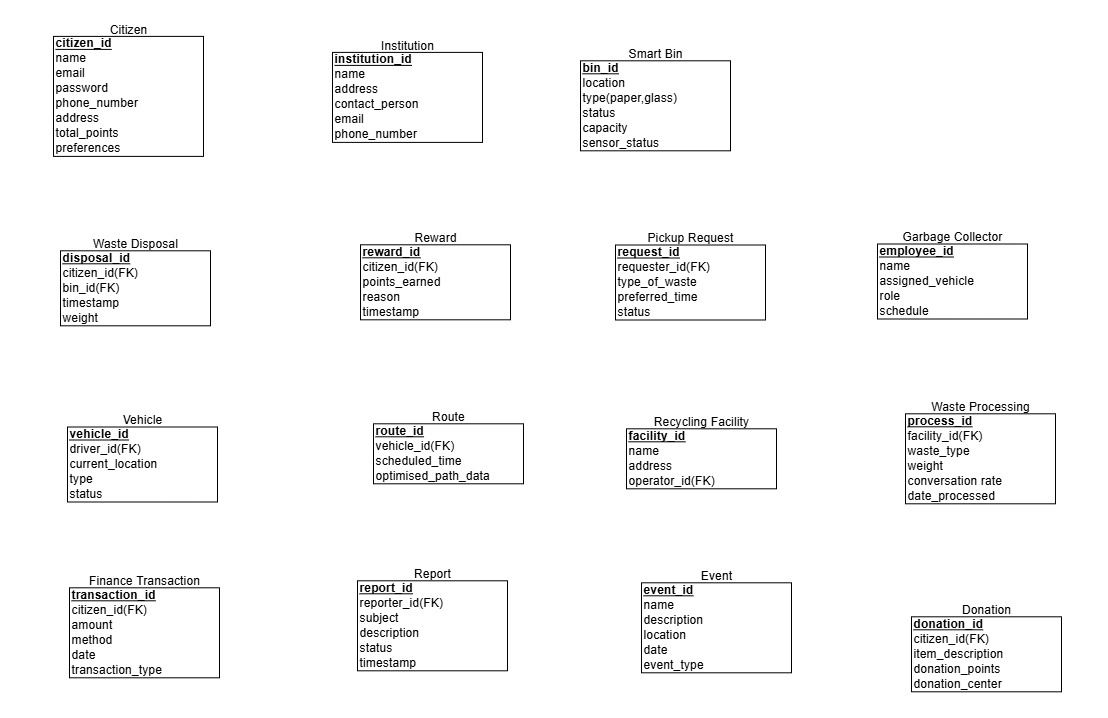 Citizen
citizen_id
name
email
password
phone_number
address
total_points
preferences
Institution
institution_id
name
address
contact_person
email
phone_number
Smart Bin
bin_id
location
type(paper,glass)
status
capacity
sensor_status
Waste Disposal
disposal_id
citizen_id(FK)
bin_id(FK)
timestamp
weight
Reward
reward_id
citizen_id(FK)
points_earned
reason
timestamp
Pickup Request
request_id
requester_id(FK)
type_of_waste
preferred_time
status
Garbage Collector
employee_id
name
assigned_vehicle
role
schedule
Vehicle
vehicle_id
driver_id(FK)
current_location
type
status
Route
route_id
vehicle_id(FK)
scheduled_time
optimised_path_data
Recycling Facility
facility_id
name
address
operator_id(FK)
Waste Processing
process_id
facility_id(FK)
waste_type
weight
conversation rate
date_processed
Finance Transaction
transaction_id
citizen_id(FK)
amount
method
date
transaction_type
Report
report_id
reporter_id(FK)
subject
description
status
timestamp
Event
event_id
name
description
location
date
event_type
Donation
donation_id
citizen_id(FK)
item_description
donation_points
donation_center